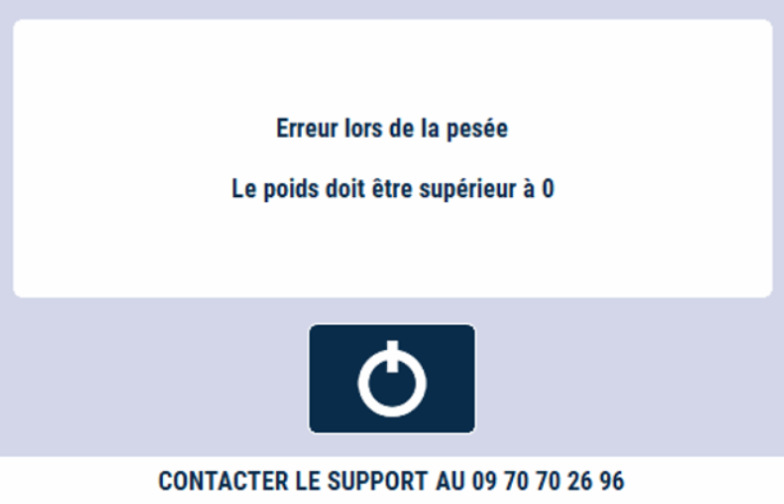 Erreur lors de la pesée
Le poids doit être supérieur à 0
CONTACTER LE SUPPORT AU 09 70 70 26 96